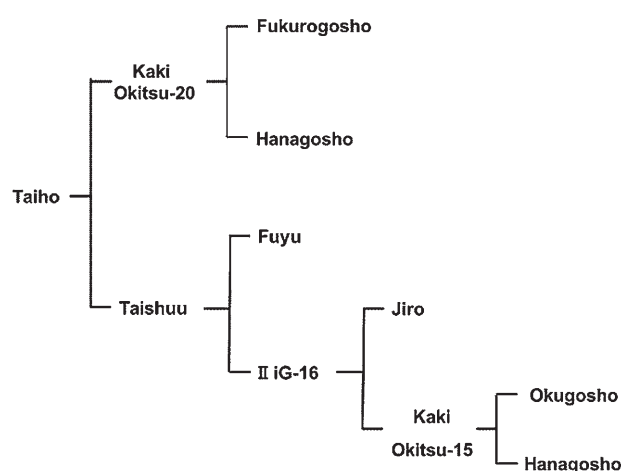 Fukurogosho
Kaki
Okitsu-20
Hanagosho
Taiho
Fuyu
Taishuu
Jiro
Ⅱ iG-16
Okugosho
Kaki
Okitsu-15
Hanagosho